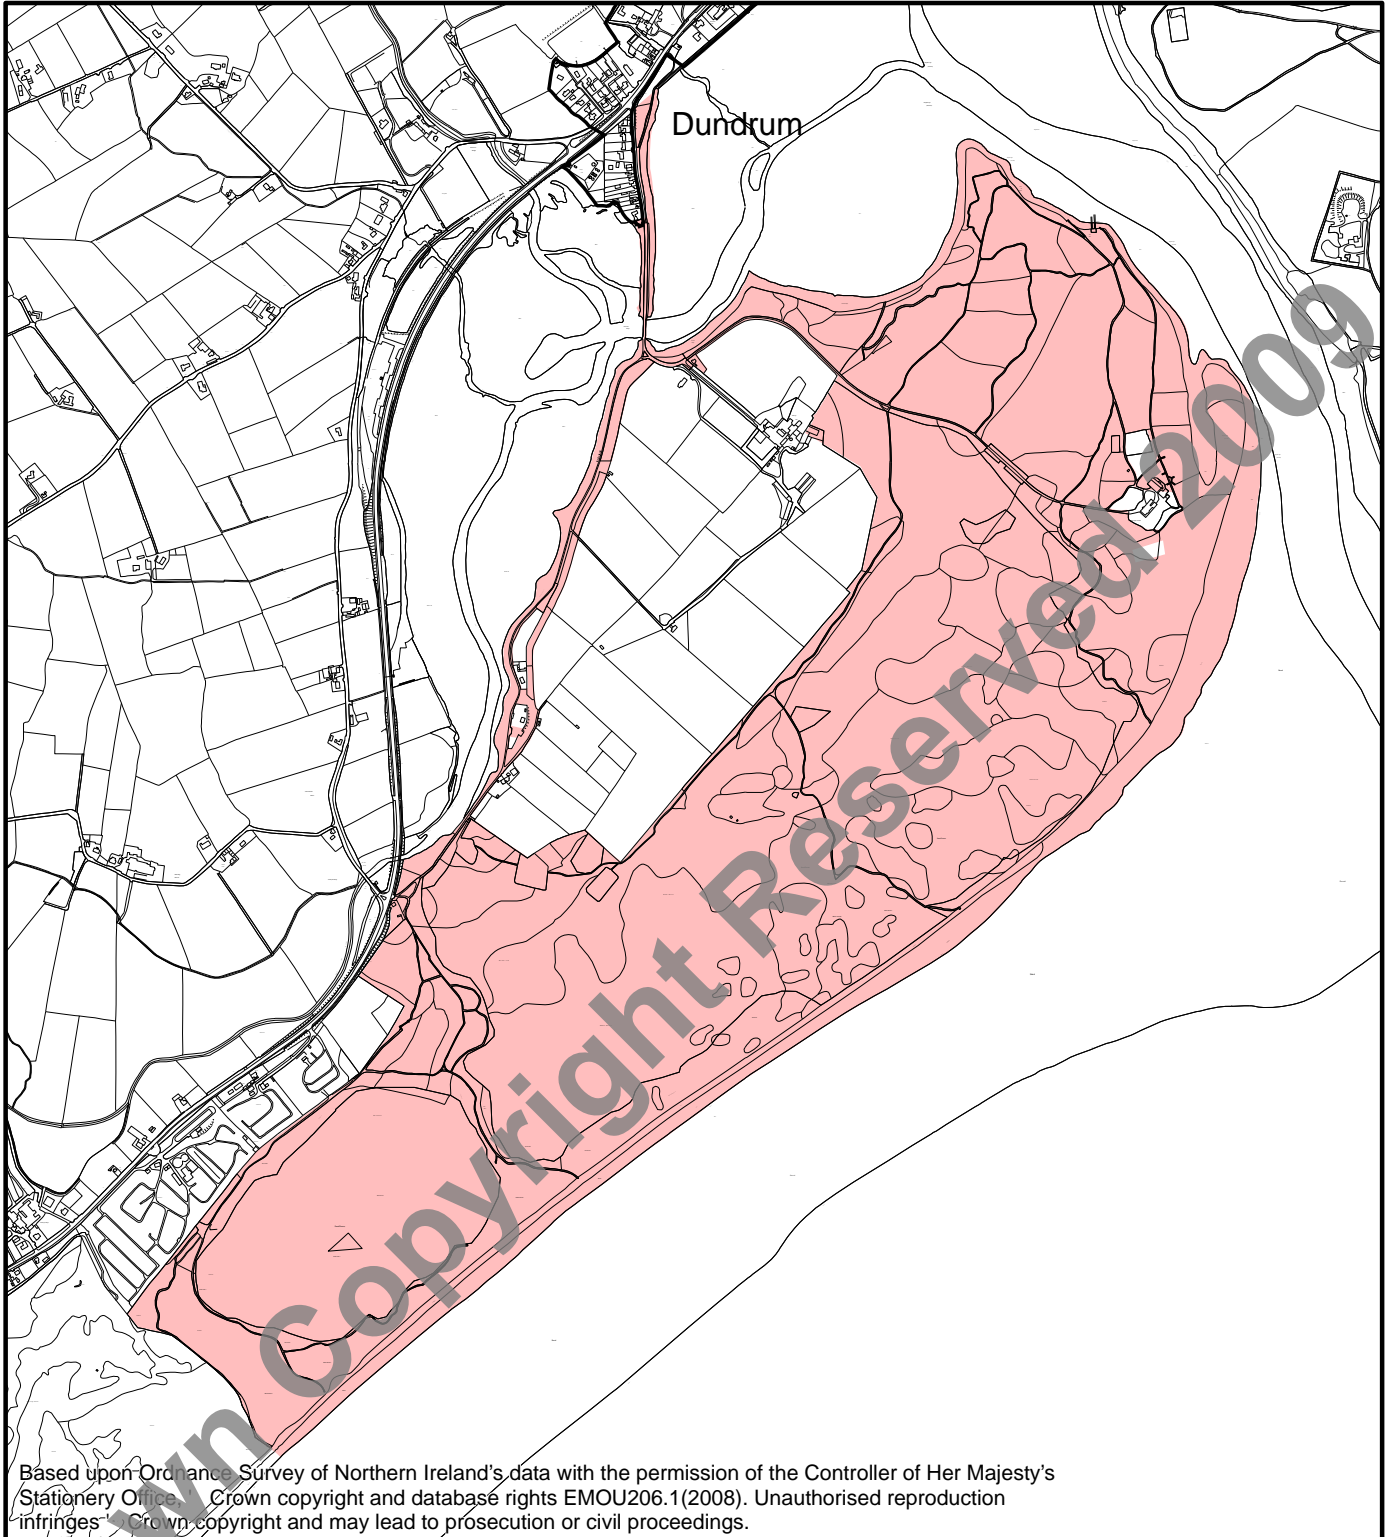 Dundrum
wn Copyright Reserved 2009
Based upon Ordnance Survey of Northern Ireland's data with the permission of the Controller of Her Majesty's
Stationery Office, Crown copyright and database rights EMOU206.1(2008). Unauthorised reproduction
infringes Crown copyright and may lead to prosecution or civil proceedings.